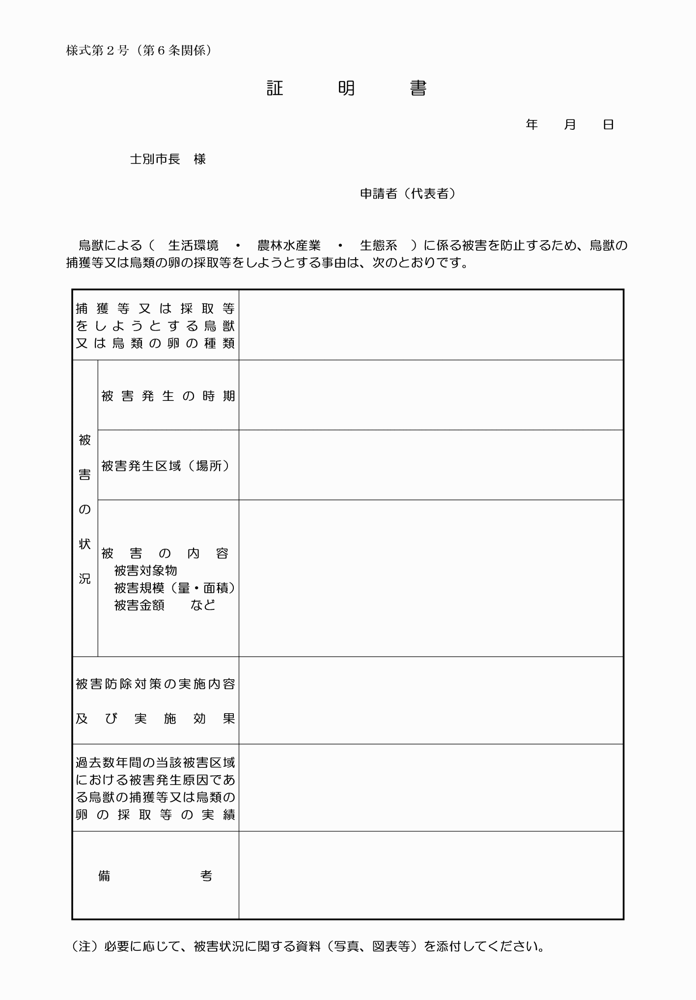 様式第２号（第６条関係）
証　明　書
年　　月　　日
士別市長　様
申請者（代表者）
鳥獣による（　生活環境　・　農林水産業　・　生態系　）に係る被害を防止するため、鳥獣の
捕獲等又は鳥類の卵の採取等をしようとする事由は、次のとおりです。
捕獲等又は採取等
をしようとする鳥獣
又は鳥類の卵の種類
被害の状況
被害発生の時期
被害発生区域（場所）
被害の内容
被害対象物
被害規模（量・面積）
被害金額　　など
被害防除対策の実施内容
及び実施効果
過去数年間の当該被害区域
における被害発生原因であ
る鳥獣の捕獲等又は鳥類の
卵の採取等の実績
備考
（注）必要に応じて、被害状況に関する資料（写真、図表等）を添付してください。